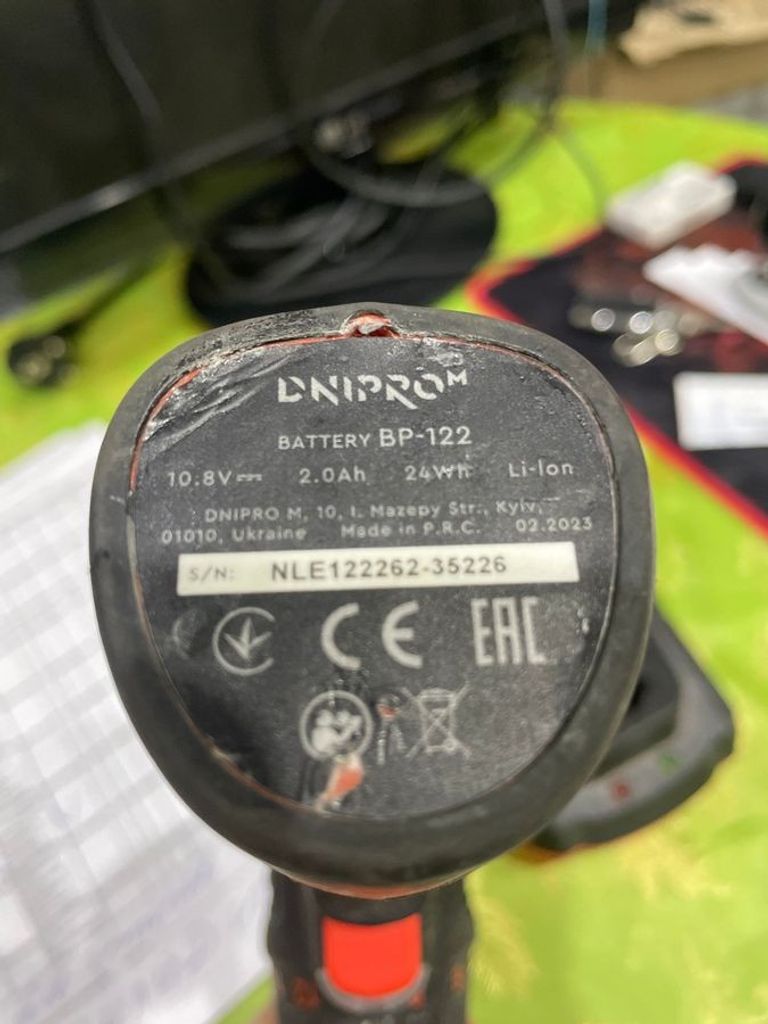 DNIPRO M
BATTERY BP-122
10.8V 2.0Ah 24Wh Li-Ion
DNIPRO M, 10, I. Mazepy Str., Kyiv,
01010, Ukraine Made in P.R.C. 02.2023
S/N: NLE122262-35226
CE EAC